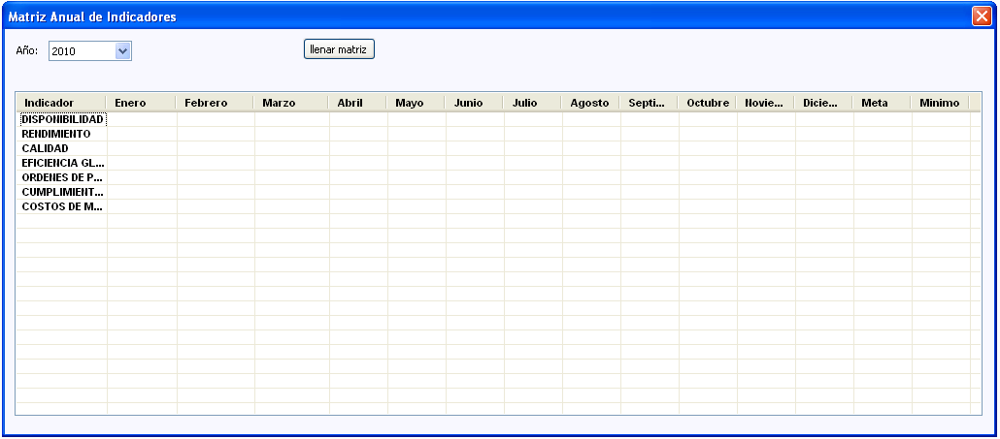 Matriz Anual de Indicadores
Año: 2010 llenar matriz
Indicador Enero Febrero Marzo Abril Mayo Junio Julio Agosto Septi... Octubre Novie... Dicie... Meta Minimo
DISPONIBILIDAD
RENDIMIENTO
CALIDAD
EFICIENCIA GL...
ORDENES DE P...
CUMPLIMIENT...
COSTOS DE M...